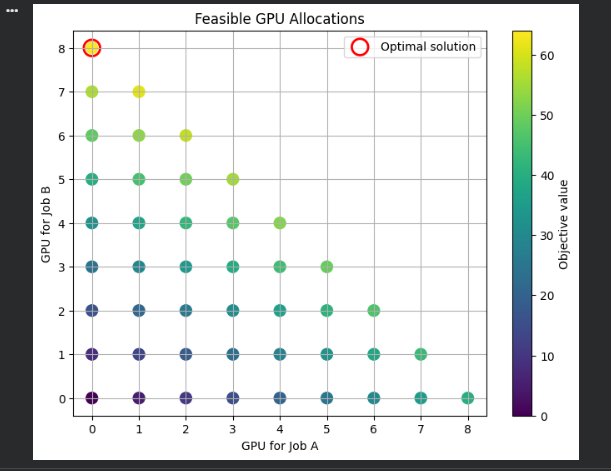 ...
Feasible GPU Allocations
Optimal solution
8
7
6
5
4
3
2
1
0
GPU for Job B
0 1 2 3 4 5 6 7 8
GPU for Job A
60
50
40
30
20
10
0
Objective value